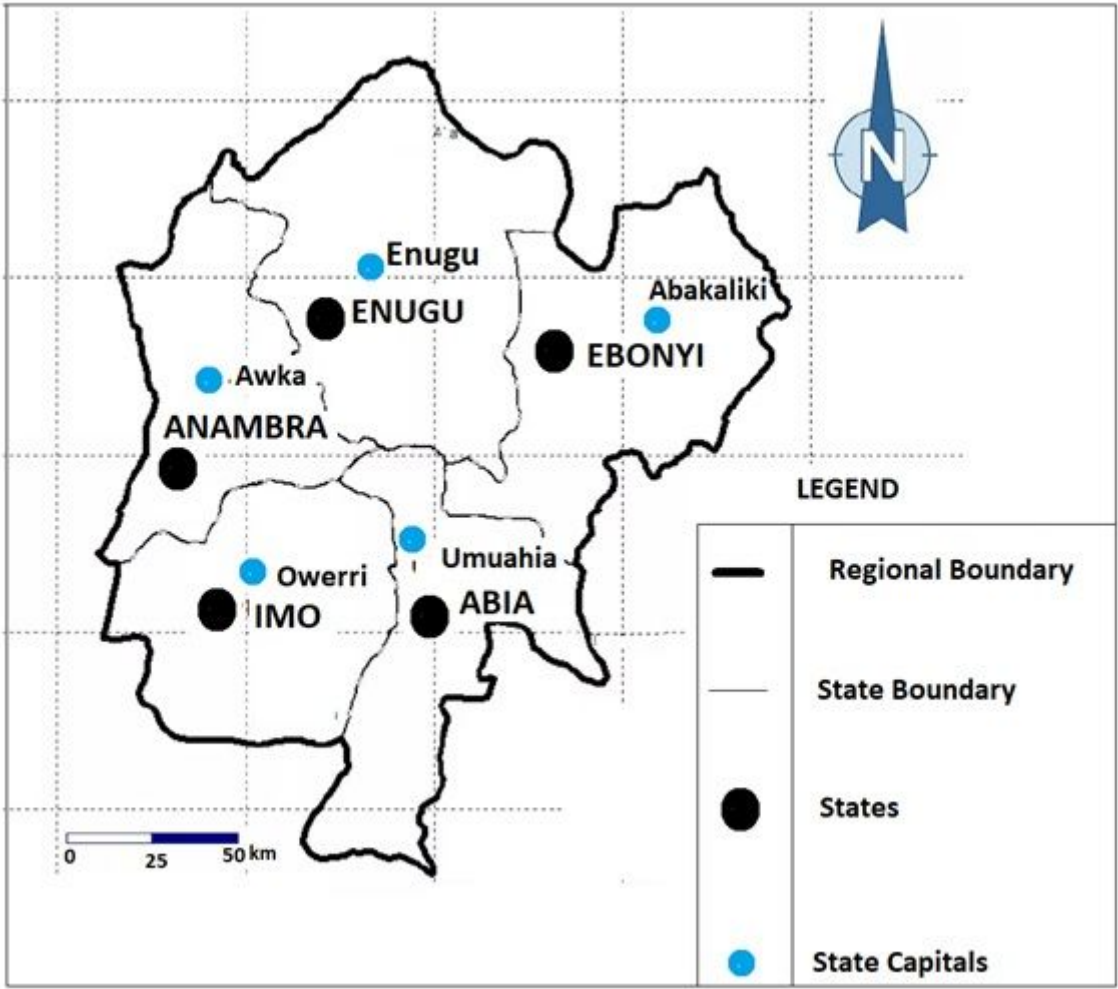 N
Enugu
ENUGU
Abakaliki
EBONYI
Awka
ANAMBRA
Umuahia
ABIA
Owerri
IMO
0 25 50 km
LEGEND
Regional Boundary
State Boundary
States
State Capitals